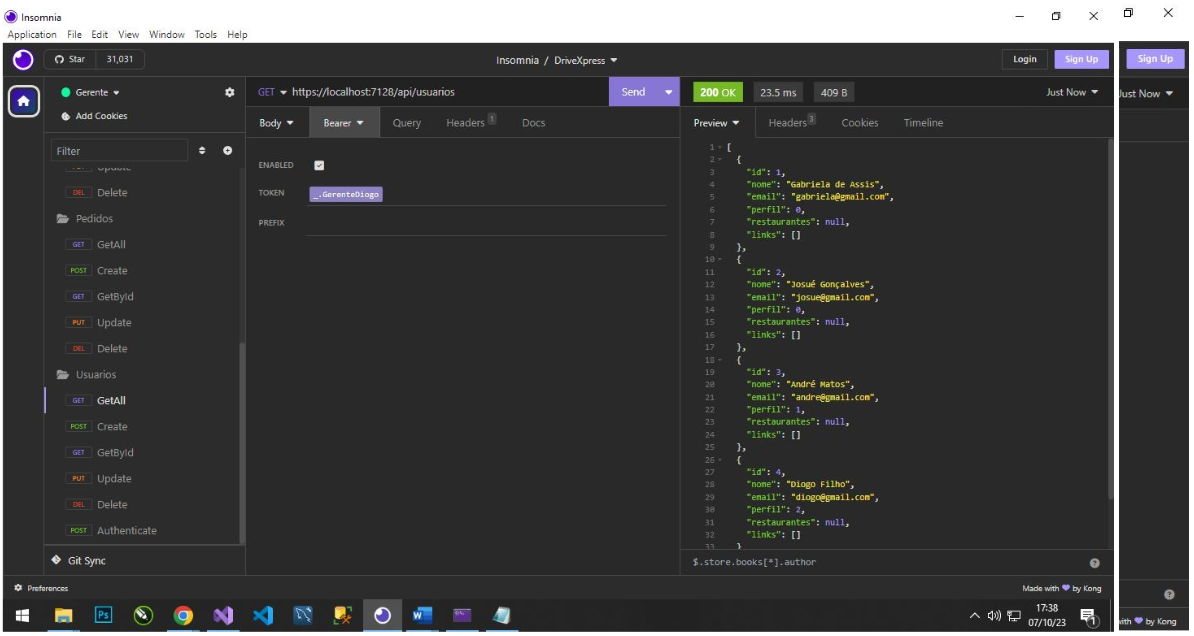 Insomnia
Application File Edit View Window Tools Help
Star 31,031
Insomnia / DriveXpress
Login Sign Up
Sign Up
Gerente
Add Cookies
Filter
Update
DEL Delete
Pedidos
GET GetAll
POST Create
GET GetById
PUT Update
DEL Delete
Usuarios
GET GetAll
POST Create
GET GetById
PUT Update
DEL Delete
POST Authenticate
Git Sync
Preferences
GET https://localhost:7128/api/usuarios Send
Body Bearer Query Headers 1 Docs
ENABLED
TOKEN _.GerenteDiogo
PREFIX
200 OK 23.5 ms 409 B Just Now
Just Now
Preview Headers 3 Cookies Timeline
1 [
2 {
3 "id": 1,
4 "nome": "Gabriela de Assis",
5 "email": "gabriela@gmail.com",
6 "perfil": 0,
7 "restaurantes": null,
8 "links": []
9 },
10 {
11 "id": 2,
12 "nome": "Josué Gonçalves",
13 "email": "josue@gmail.com",
14 "perfil": 0,
15 "restaurantes": null,
16 "links": []
17 },
18 {
19 "id": 3,
20 "nome": "André Matos",
21 "email": "andre@gmail.com",
22 "perfil": 1,
23 "restaurantes": null,
24 "links": []
25 },
26 {
27 "id": 4,
28 "nome": "Diogo Filho",
29 "email": "diogo@gmail.com",
30 "perfil": 2,
31 "restaurantes": null,
32 "links": []
33 }
$.store.books[*].author
Made with by Kong
with by Kong
Ps
17:38
07/10/23
1